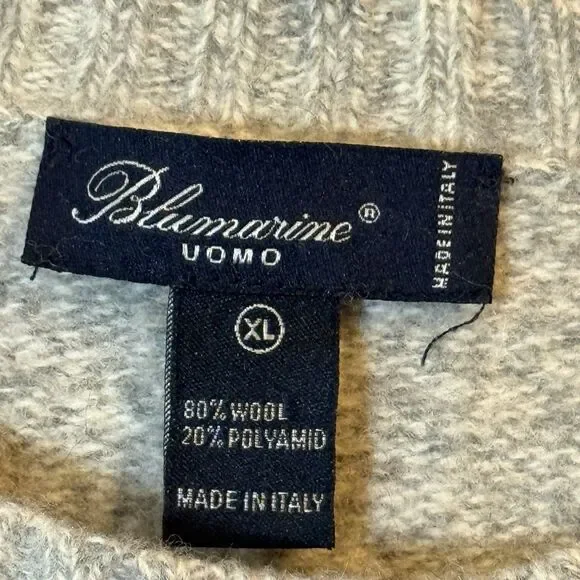 Blumarine®
UOMO
MADE IN ITALY
XL
80% WOOL
20% POLYAMID
MADE IN ITALY